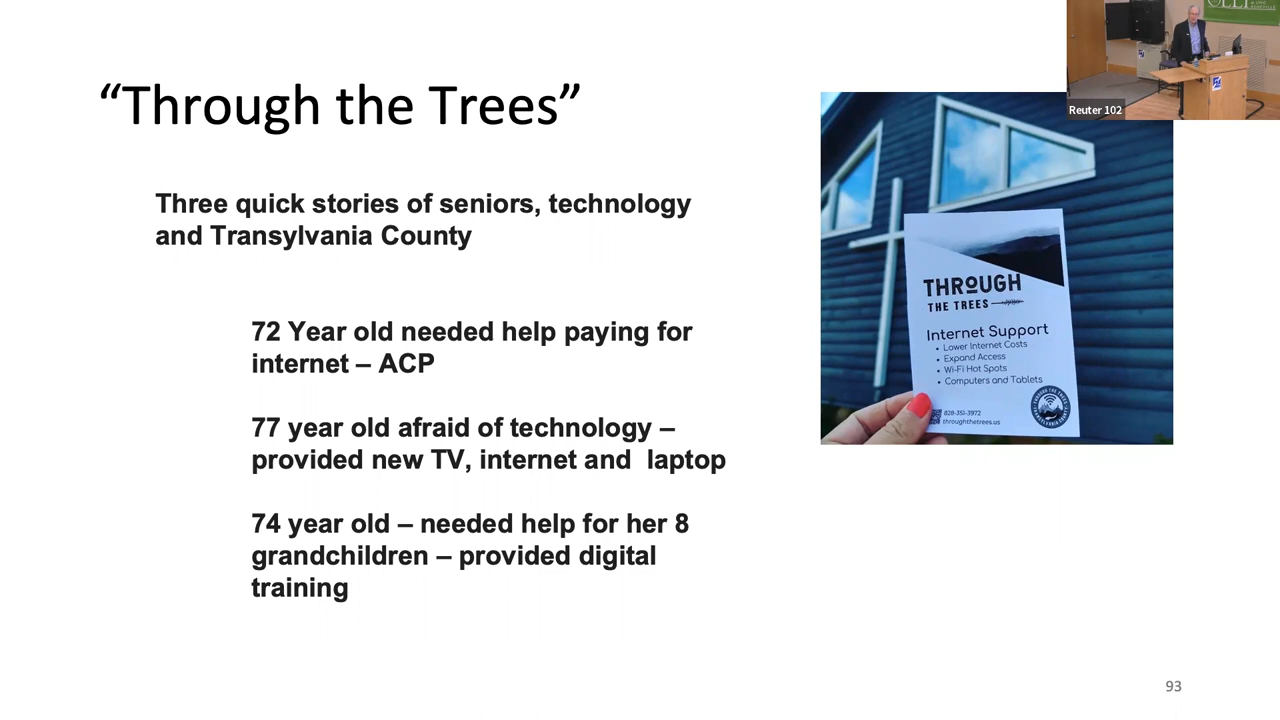 “Through the Trees”
Three quick stories of seniors, technology
and Transylvania County
72 Year old needed help paying for
internet – ACP
77 year old afraid of technology –
provided new TV, internet and laptop
74 year old – needed help for her 8
grandchildren – provided digital
training
THROUGH
THE TREES
Internet Support
• Lower Internet Costs
• Expand Access
• Wi-Fi Hot Spots
• Computers and Tablets
828-351-3972
throughthetrees.us
OLLI
Reuter 102
93